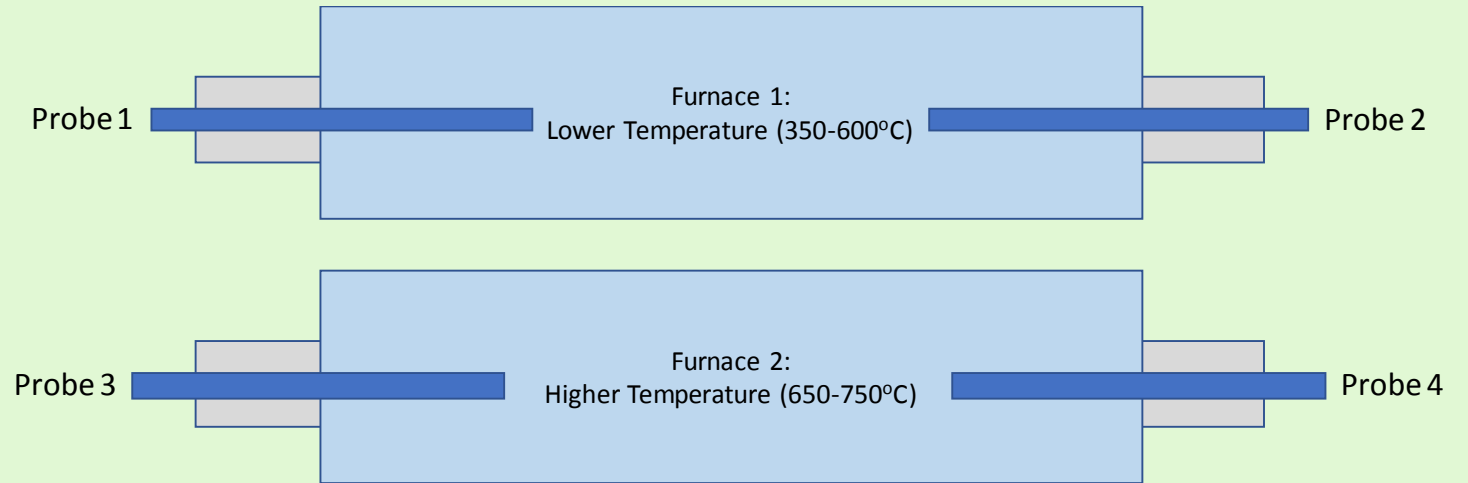 Probe 1
Furnace 1:
Lower Temperature (350-600°C)
Probe 2
Probe 3
Furnace 2:
Higher Temperature (650-750°C)
Probe 4